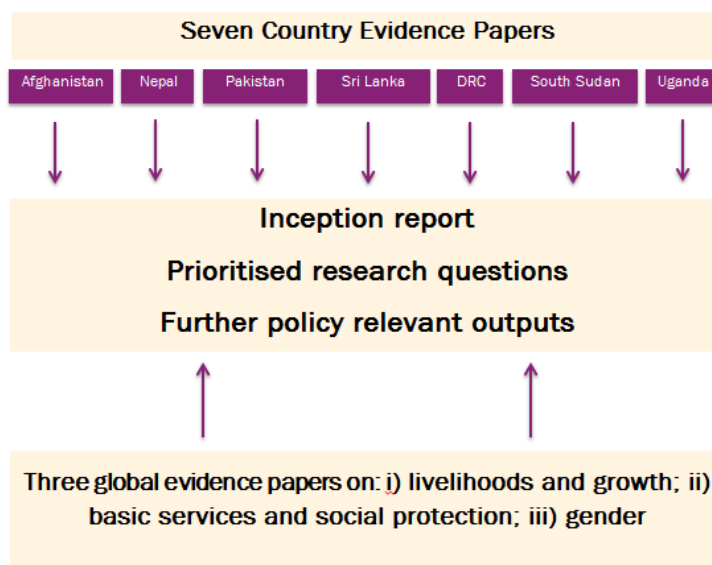 Seven Country Evidence Papers
Afghanistan Nepal Pakistan Sri Lanka DRC South Sudan Uganda
Inception report
Prioritised research questions
Further policy relevant outputs
Three global evidence papers on: i) livelihoods and growth; ii)
basic services and social protection; iii) gender